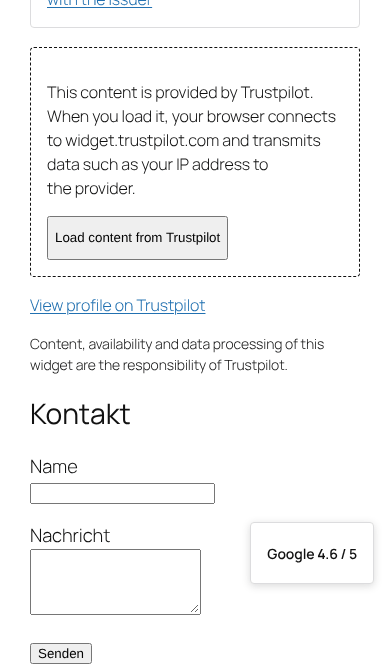 with the issuer
This content is provided by Trustpilot.
When you load it, your browser connects
to widget.trustpilot.com and transmits
data such as your IP address to
the provider.
Load content from Trustpilot
View profile on Trustpilot
Content, availability and data processing of this
widget are the responsibility of Trustpilot.
Kontakt
Name
Nachricht
Google 4.6 / 5
Senden